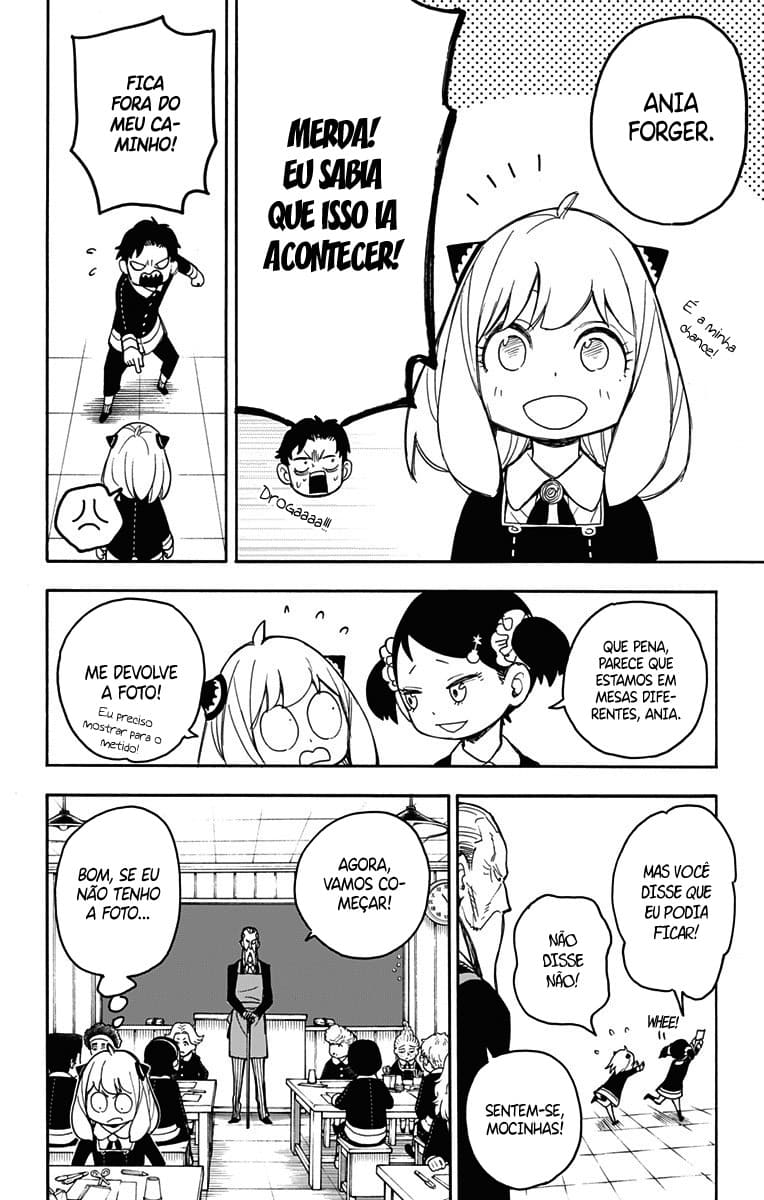 ANIA
FORGER.
É a minha
chance!
MERDA!
EU SABIA
QUE ISSO IA
ACONTECER!
Drogaaaa!!!
FICA
FORA DO
MEU CA-
MINHO!
QUE PENA,
PARECE QUE
ESTAMOS EM
MESAS DIFE-
RENTES, ANIA.
ME DEVOLVE
A FOTO!
Eu preciso
mostrar para o
metido!
MAS VOCÊ
DISSE QUE
EU PODIA
FICAR!
NÃO
DISSE
NÃO!
WHEE!
SENTEM-SE,
MOCINHAS!
AGORA,
VAMOS CO-
MEÇAR!
BOM, SE EU
NÃO TENHO
A FOTO...